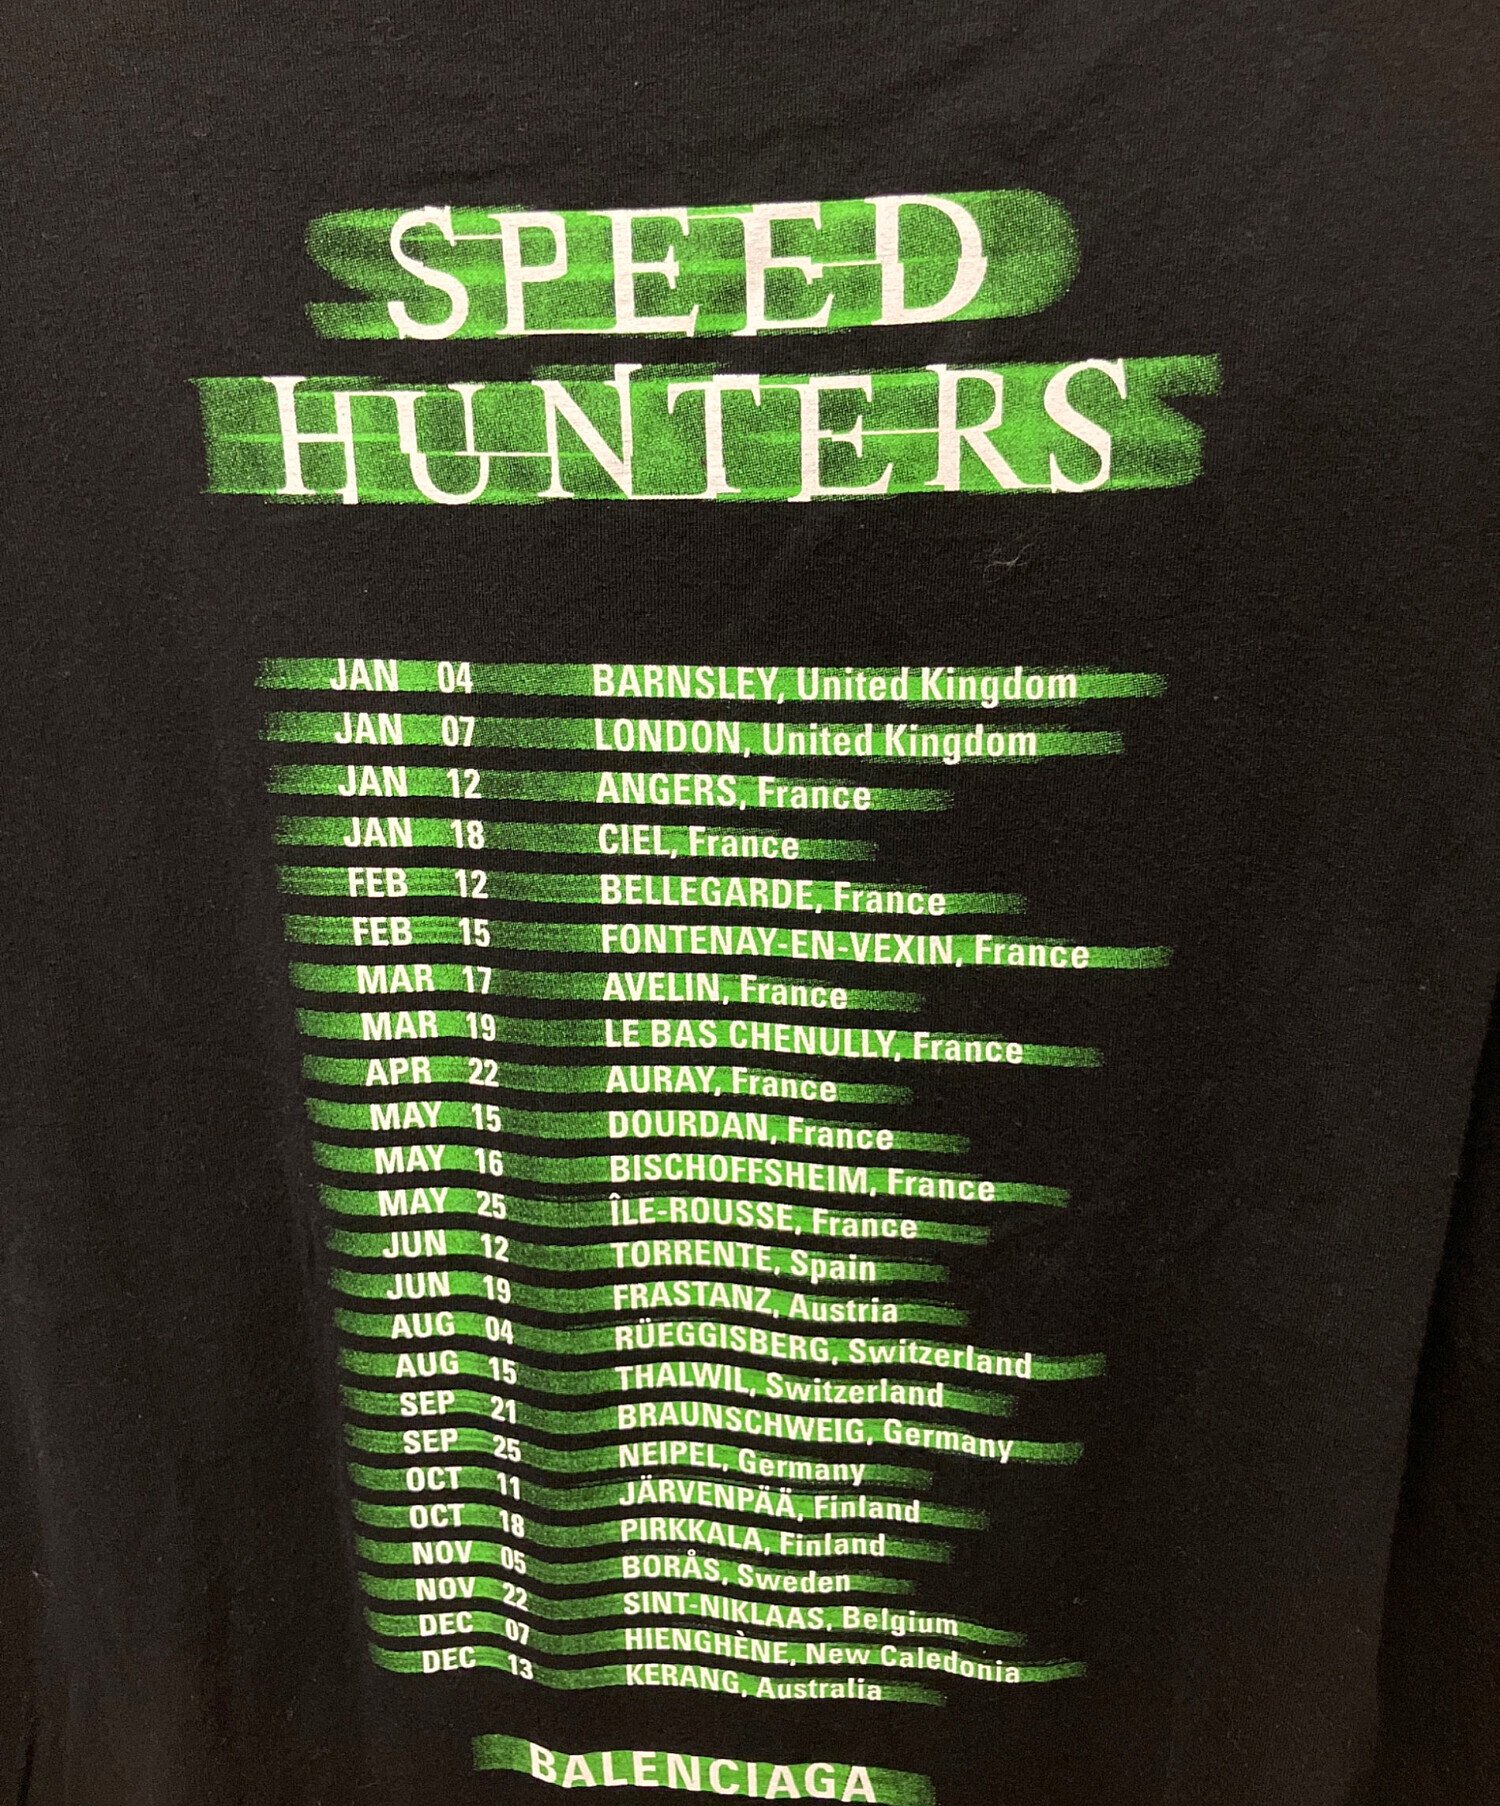 SPEED
HUNTERS
JAN 04 BARNSLEY, United Kingdom
JAN 07 LONDON, United Kingdom
JAN 12 ANGERS, France
JAN 18 CIEL, France
FEB 12 BELLEGARDE, France
FEB 15 FONTENAY-EN-VEXIN, France
MAR 17 AVELIN, France
MAR 19 LE BAS CHENULLY, France
APR 22 AURAY, France
MAY 15 DOURDAN, France
MAY 16 BISCHOFFSHEIM, France
MAY 25 ÎLE-ROUSSE, France
JUN 12 TORRENTE, Spain
JUN 19 FRASTANZ, Austria
AUG 04 RÜEGGISBERG, Switzerland
AUG 15 THALWIL, Switzerland
SEP 21 BRAUNSCHWEIG, Germany
SEP 25 NEIPEL, Germany
OCT 11 JÄRVENPÄÄ, Finland
OCT 18 PIRKKALA, Finland
NOV 05 BORÅS, Sweden
NOV 22 SINT-NIKLAAS, Belgium
DEC 07 HIENGHÈNE, New Caledonia
DEC 13 KERANG, Australia
BALENCIAGA